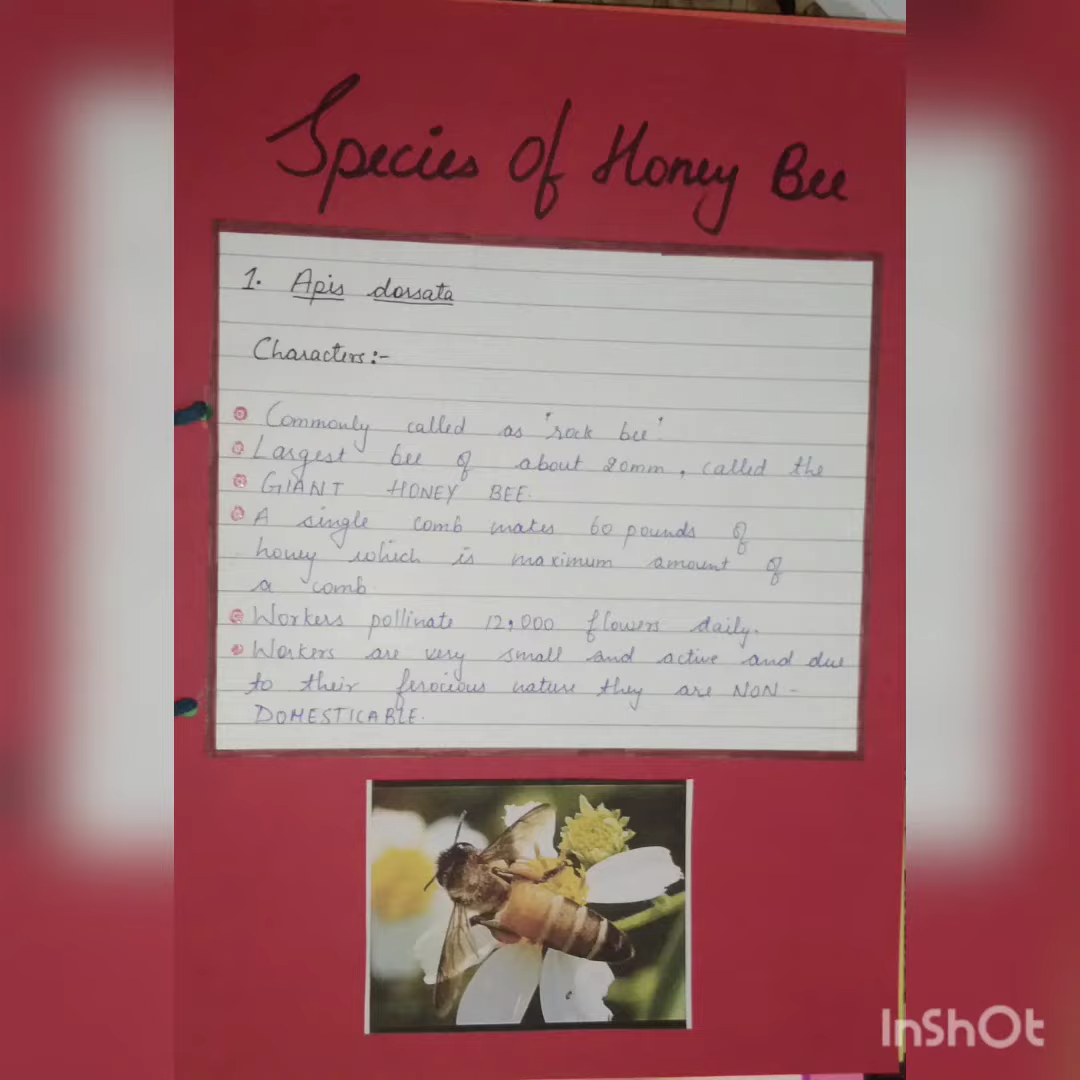 Species Of Honey Bee
1. Apis dorsata
Characters:-
Commonly called as 'rock bee'.
Largest bee of about 20mm, called the
GIANT HONEY BEE.
A single comb makes 60 pounds of
honey which is maximum amount of
a comb.
Workers pollinate 12,000 flowers daily.
Workers are very small and active and due
to their ferocious nature they are NON-
DOMESTICABLE.
InShOt